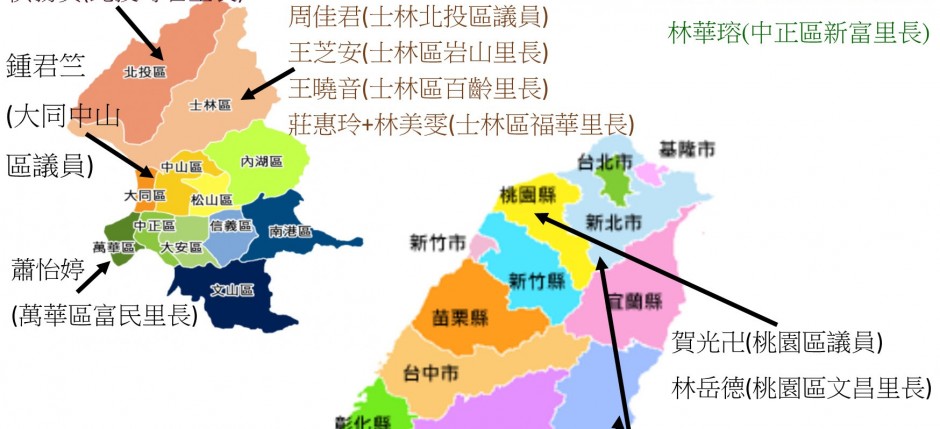 周佳君(士林北投區議員)
王芝安(士林區岩山里長)
王曉音(士林區百齡里長)
莊惠玲+林美雯(士林區福華里長)
林華瑢(中正區新富里長)
鍾君竺
(大同中山
區議員)
北投區
士林區
中山區
內湖區
大同區
松山區
中正區
信義區
南港區
萬華區
大安區
文山區
蕭怡婷
(萬華區富民里長)
台北市
基隆市
桃園縣
新北市
新竹市
新竹縣
宜蘭縣
苗栗縣
台中市
彰化縣
賀光卍(桃園區議員)
林岳德(桃園區文昌里長)